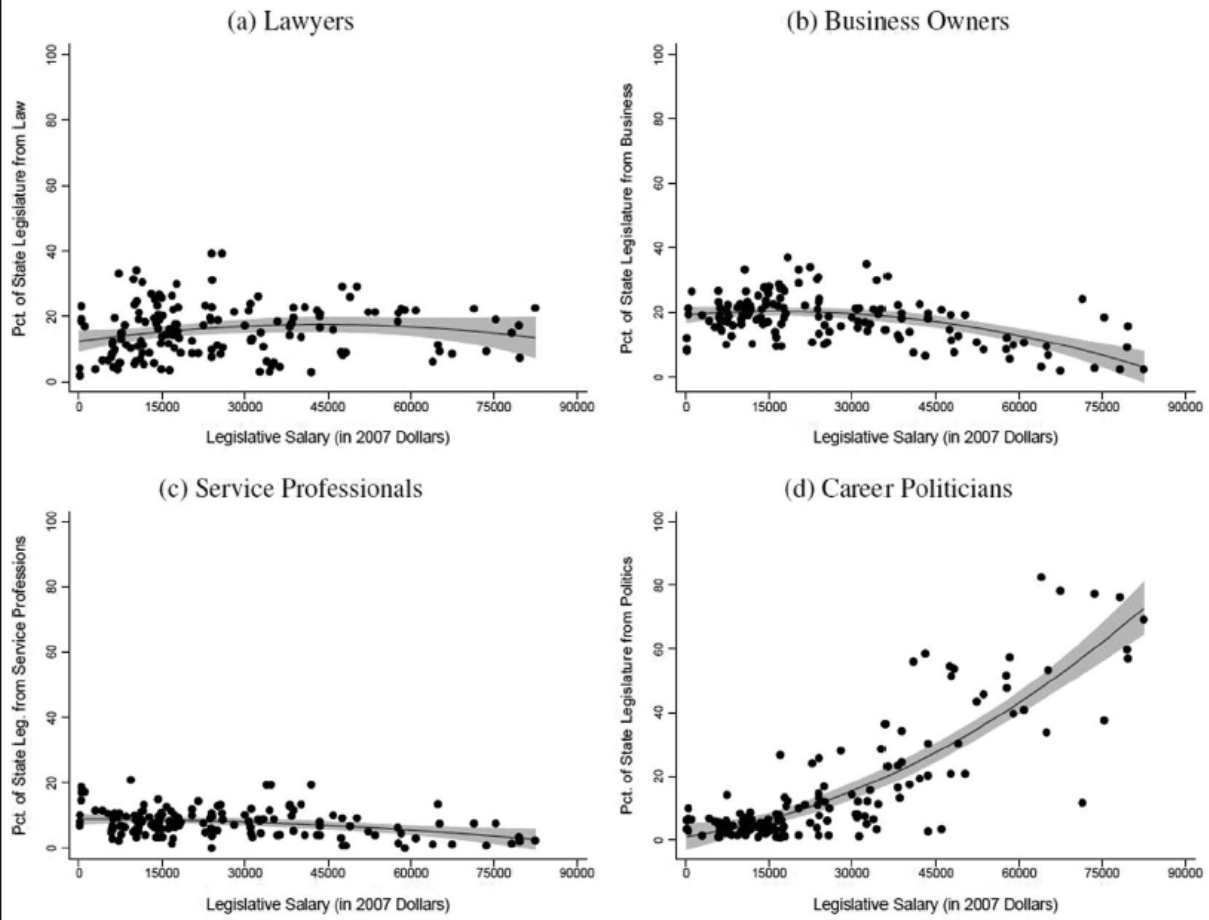 (a) Lawyers
Pct. of State Legislature from Law
0 20 40 60 80 100
0 15000 30000 45000 60000 75000 90000
Legislative Salary (in 2007 Dollars)
(b) Business Owners
Pct. of State Legislature from Business
0 20 40 60 80 100
0 15000 30000 45000 60000 75000 90000
Legislative Salary (in 2007 Dollars)
(c) Service Professionals
Pct. of State Leg. from Service Professions
0 20 40 60 80 100
0 15000 30000 45000 60000 75000 90000
Legislative Salary (in 2007 Dollars)
(d) Career Politicians
Pct. of State Legislature from Politics
0 20 40 60 80 100
0 15000 30000 45000 60000 75000 90000
Legislative Salary (in 2007 Dollars)